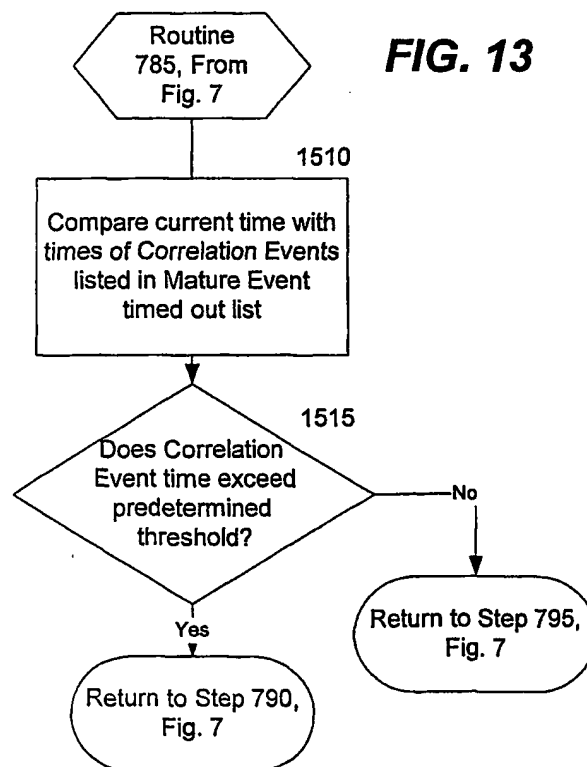 Routine
785, From
Fig. 7
FIG. 13
1510
Compare current time with
times of Correlation Events
listed in Mature Event
timed out list
1515
Does Correlation
Event time exceed
predetermined
threshold?
No
Yes
Return to Step 795,
Fig. 7
Return to Step 790,
Fig. 7